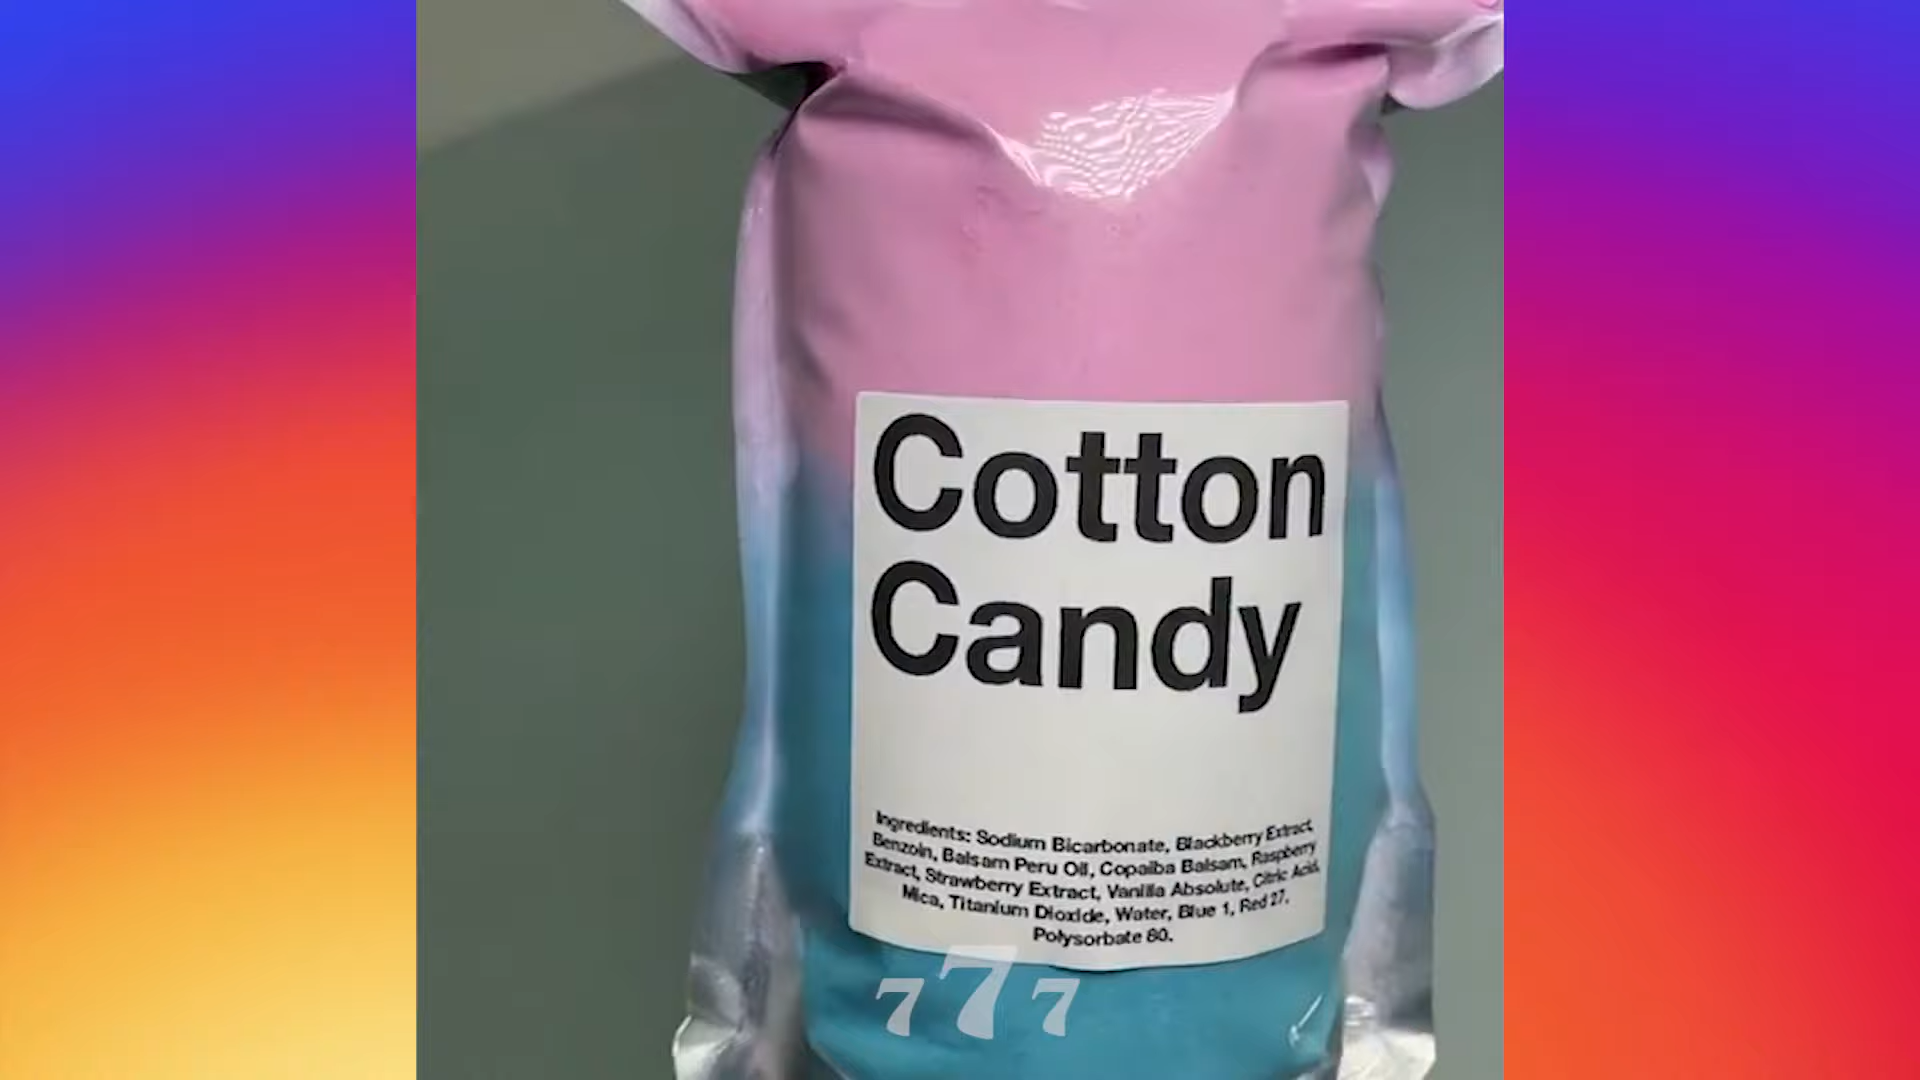 Cotton
Candy
Ingredients: Sodium Bicarbonate, Blackberry Extract,
Benzoin, Balsam Peru Oil, Copaiba Balsam, Raspberry
Extract, Strawberry Extract, Vanilla Absolute, Citric Acid,
Mica, Titanium Dioxide, Water, Blue 1, Red 27,
Polysorbate 80.
777